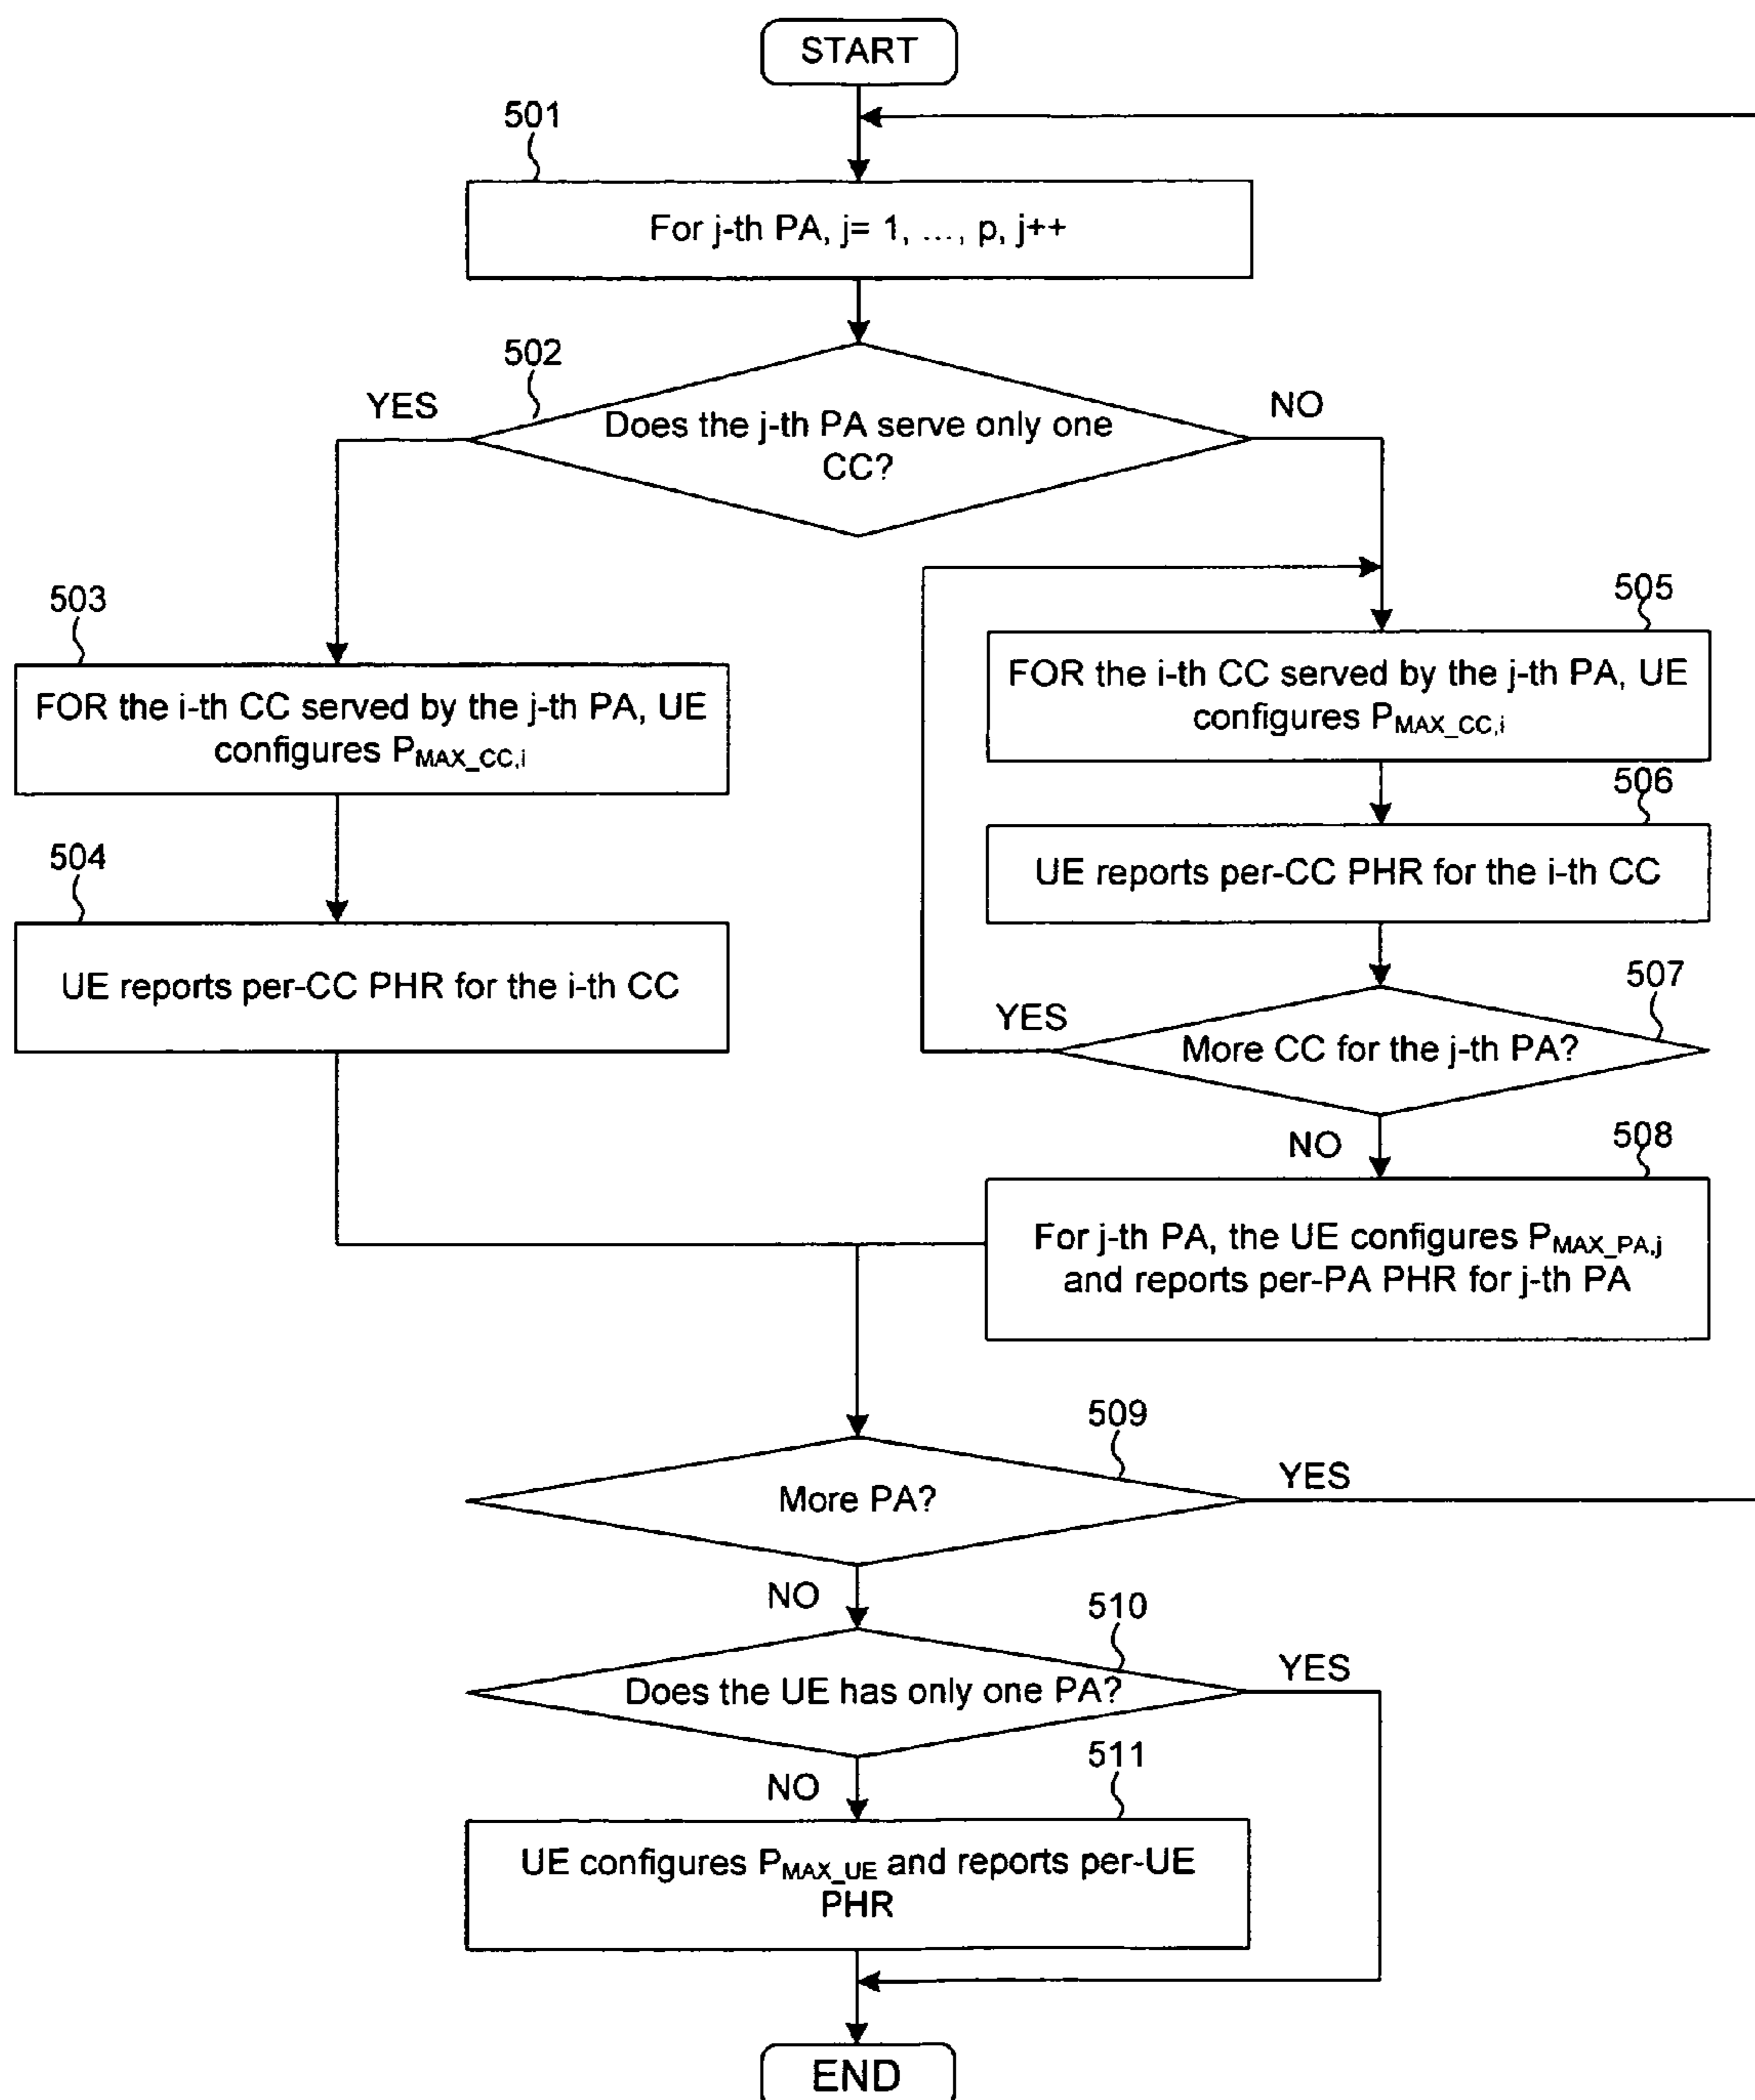 START
501
For j-th PA, j= 1, ..., p, j++
502
YES
NO
Does the j-th PA serve only one
CC?
503
FOR the i-th CC served by the j-th PA, UE
configures P_MAX_CC,i
505
FOR the i-th CC served by the j-th PA, UE
configures P_MAX_CC,i
506
UE reports per-CC PHR for the i-th CC
504
UE reports per-CC PHR for the i-th CC
507
YES
More CC for the j-th PA?
NO
508
For j-th PA, the UE configures P_MAX_PA,j
and reports per-PA PHR for j-th PA
509
YES
More PA?
NO
510
YES
Does the UE has only one PA?
NO
511
UE configures P_MAX_UE and reports per-UE
PHR
END